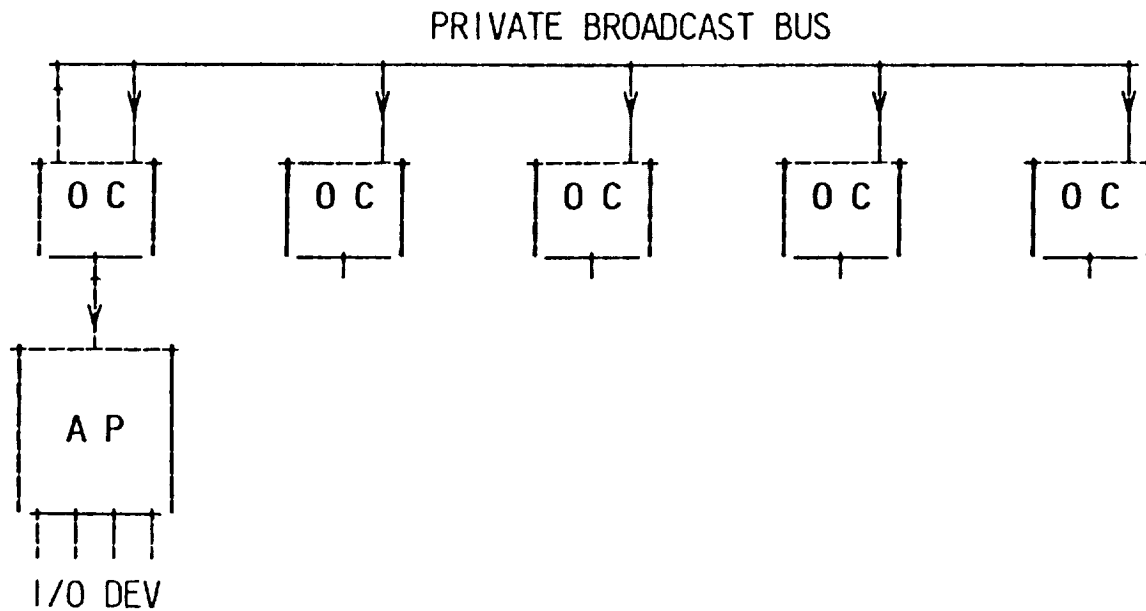 PRIVATE BROADCAST BUS
O C O C O C O C O C
A P
I/O DEV